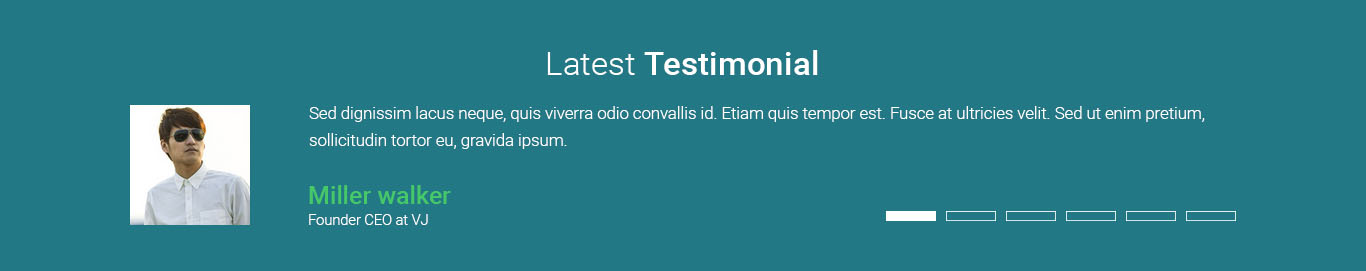 Latest Testimonial
Sed dignissim lacus neque, quis viverra odio convallis id. Etiam quis tempor est. Fusce at ultricies velit. Sed ut enim pretium,
sollicitudin tortor eu, gravida ipsum.
Miller walker
Founder CEO at VJ